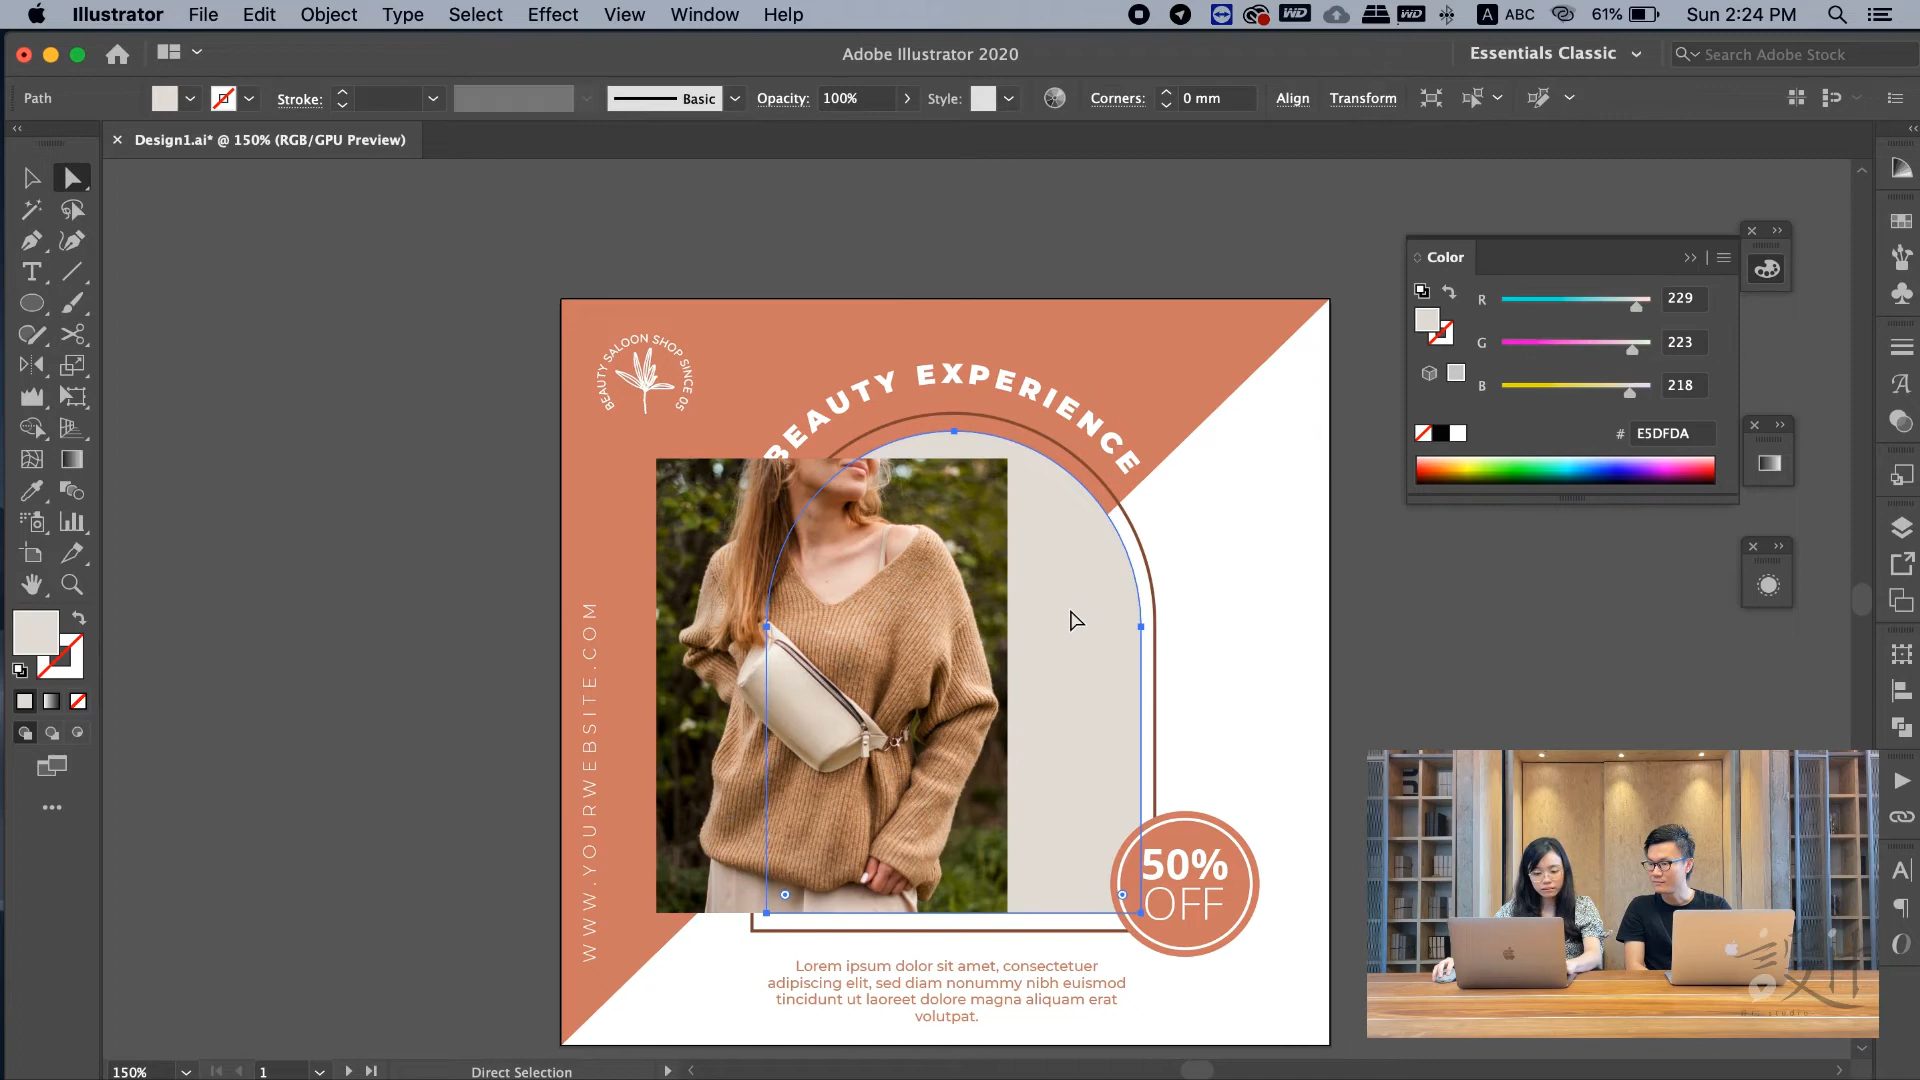 Illustrator File Edit Object Type Select Effect View Window Help
A ABC 61% Sun 2:24 PM
Adobe Illustrator 2020
Essentials Classic
Search Adobe Stock
Path
Stroke:
Basic
Opacity: 100%
Style:
Corners: 0 mm
Align
Transform
Design1.ai* @ 150% (RGB/GPU Preview)
Color
R 229
G 223
B 218
# E5DFDA
BEAUTY SALOON SHOP SINCE 05
BEAUTY EXPERIENCE
WWW.YOURWEBSITE.COM
50%
OFF
Lorem ipsum dolor sit amet, consectetuer
adipiscing elit, sed diam nonummy nibh euismod
tincidunt ut laoreet dolore magna aliquam erat
volutpat.
150%
1
Direct Selection